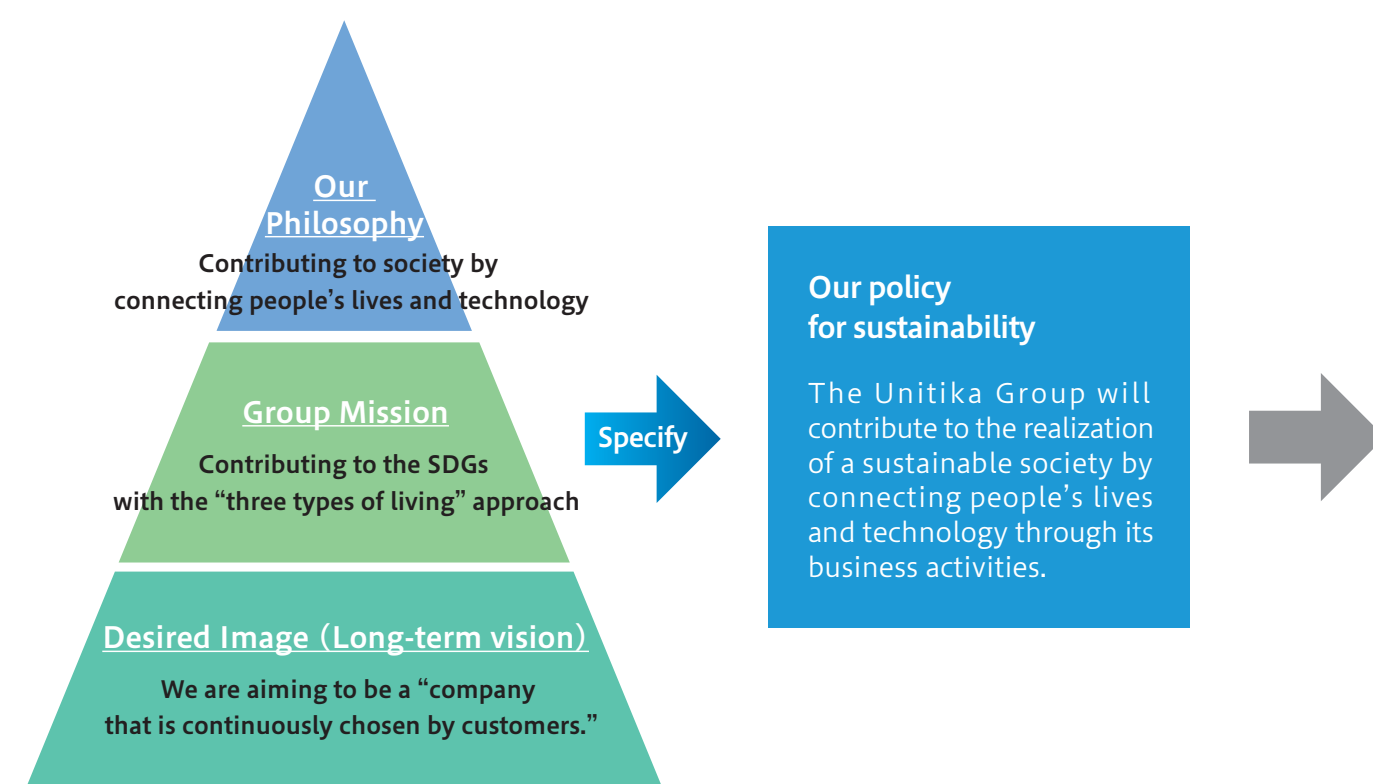 Our
Philosophy
Contributing to society by
connecting people's lives and technology
Group Mission
Contributing to the SDGs
with the “three types of living” approach
Desired Image（Long-term vision）
We are aiming to be a “company
that is continuously chosen by customers.”
Specify
Our policy
for sustainability
The Unitika Group will
contribute to the realization
of a sustainable society by
connecting people's lives
and technology through its
business activities.